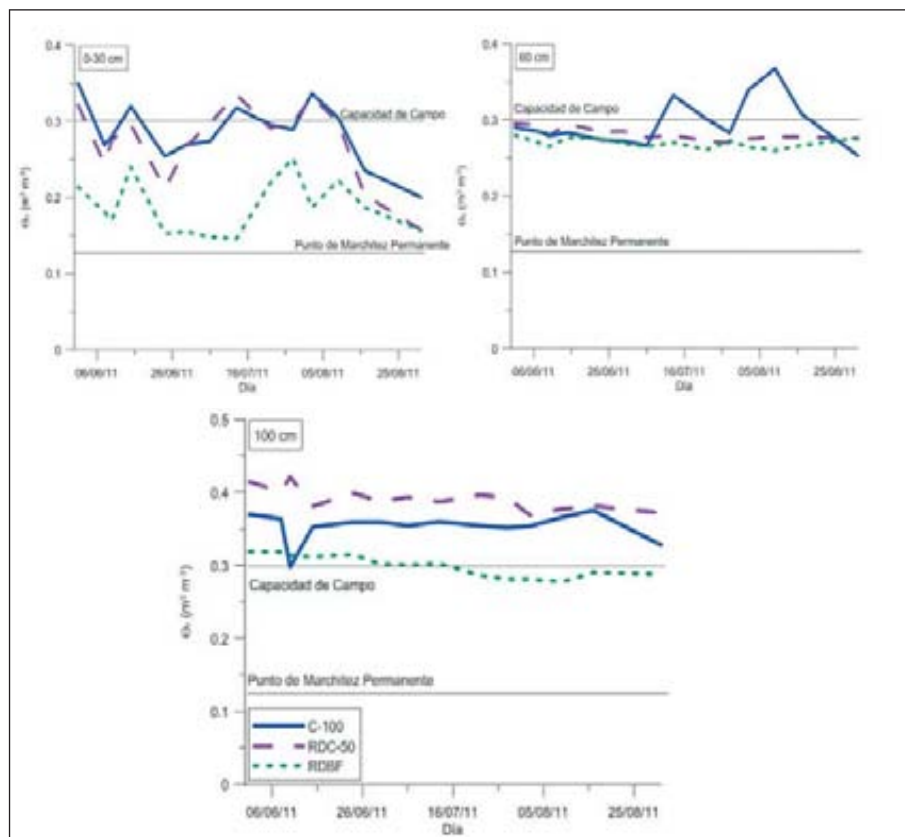 0.4
0-30 cm
Capacidad de Campo
0.3
0.2
Punto de Marchitez Permanente
0.1
0
06/06/11 26/06/11 16/07/11 05/08/11 25/08/11
Día
0.4
60 cm
Capacidad de Campo
0.3
0.2
Punto de Marchitez Permanente
0.1
0
06/06/11 26/06/11 16/07/11 05/08/11 25/08/11
Día
0.5
100 cm
0.4
0.3
Capacidad de Campo
(m³ m⁻³)
0.2
Punto de Marchitez Permanente
0.1
C-100
RDC-50
RDBF
0
06/06/11 26/06/11 16/07/11 05/08/11 25/08/11
Día